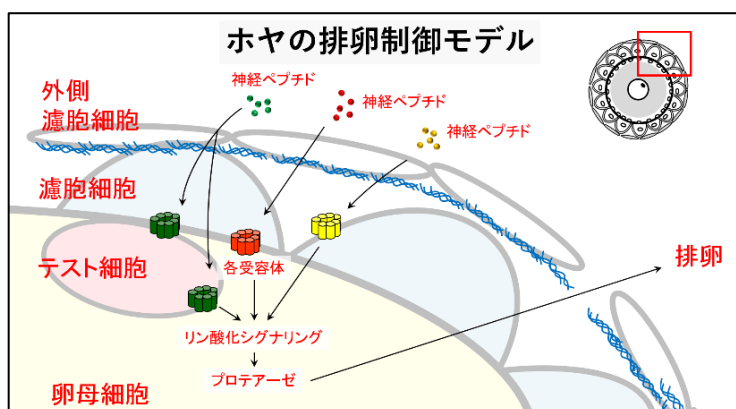 ホヤの排卵制御モデル
外側
濾胞細胞
神経ペプチド
神経ペプチド
神経ペプチド
濾胞細胞
テスト細胞
各受容体
排卵
リン酸化シグナリング
プロテアーゼ
卵母細胞